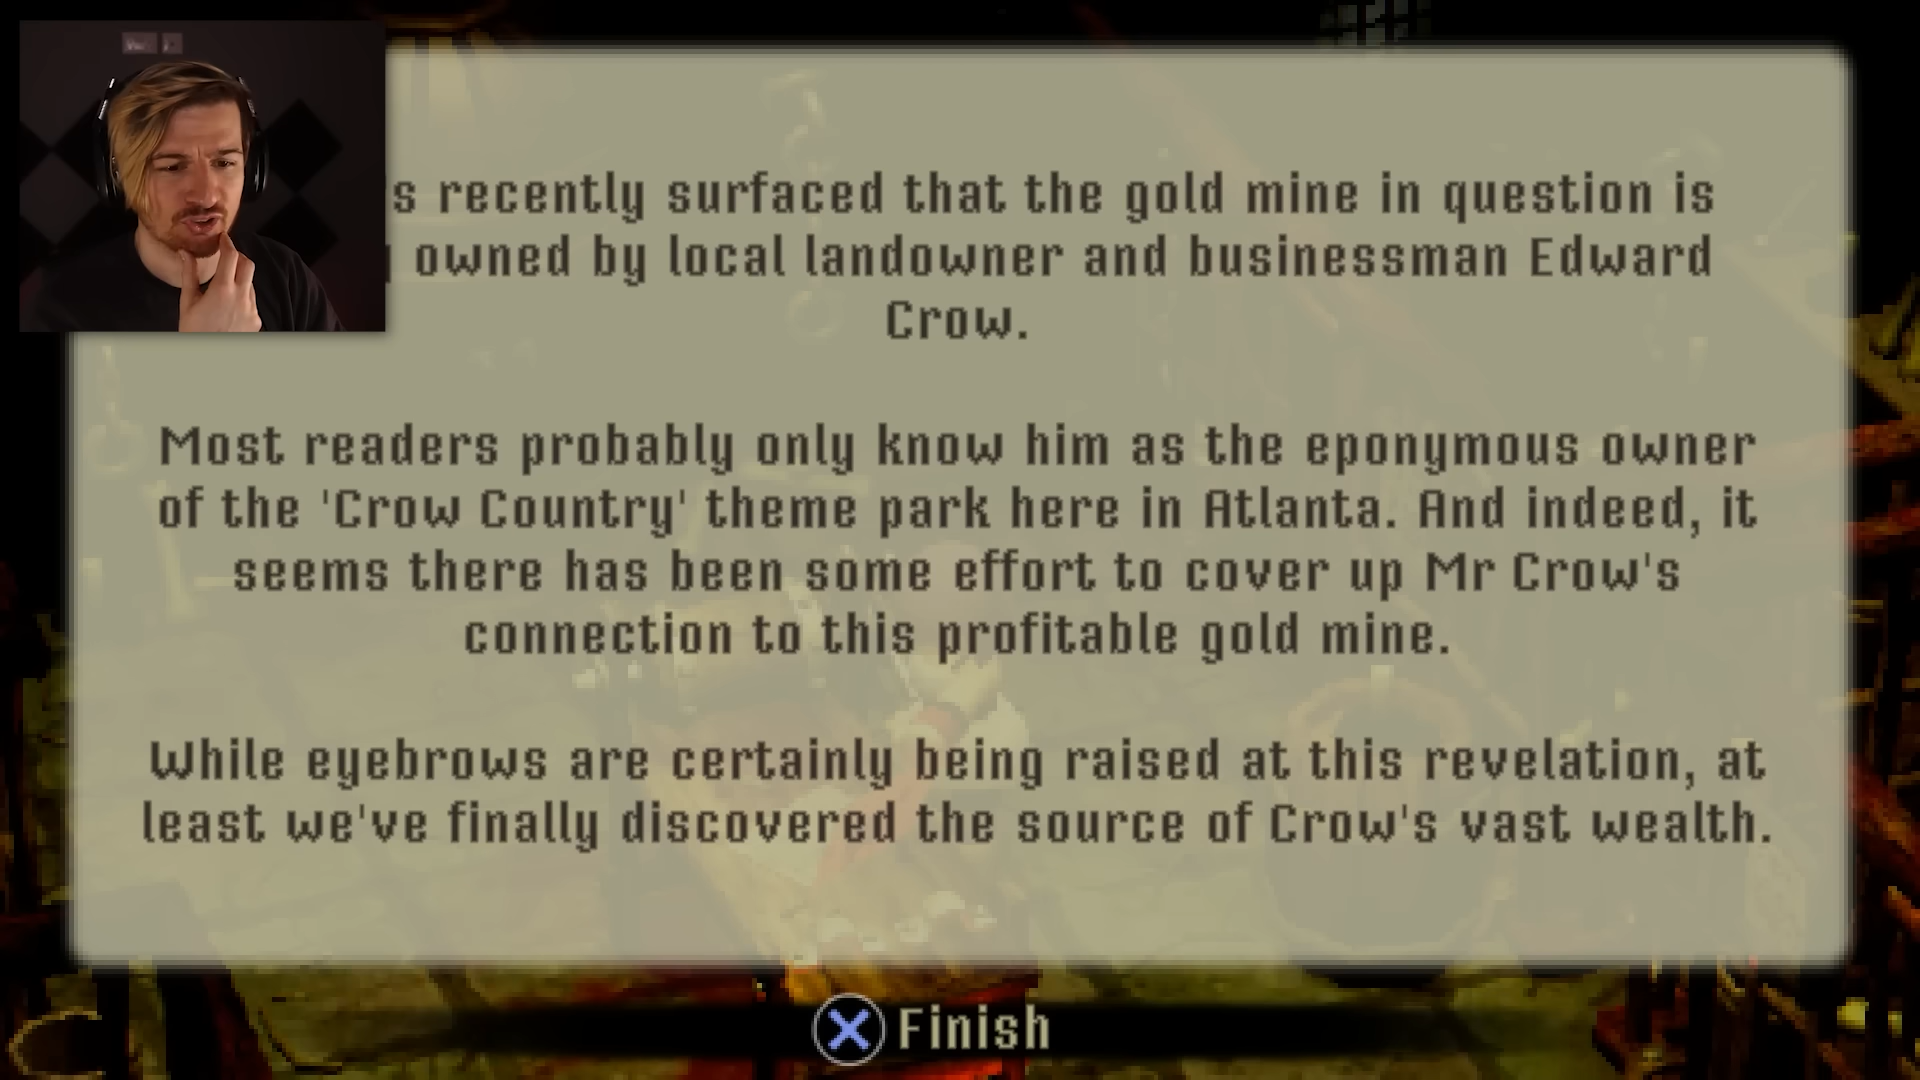 recently surfaced that the gold mine in question is
owned by local landowner and businessman Edward
Crow.
Most readers probably only know him as the eponymous owner
of the 'Crow Country' theme park here in Atlanta. And indeed, it
seems there has been some effort to cover up Mr Crow's
connection to this profitable gold mine.
While eyebrows are certainly being raised at this revelation, at
least we've finally discovered the source of Crow's vast wealth.
Finish